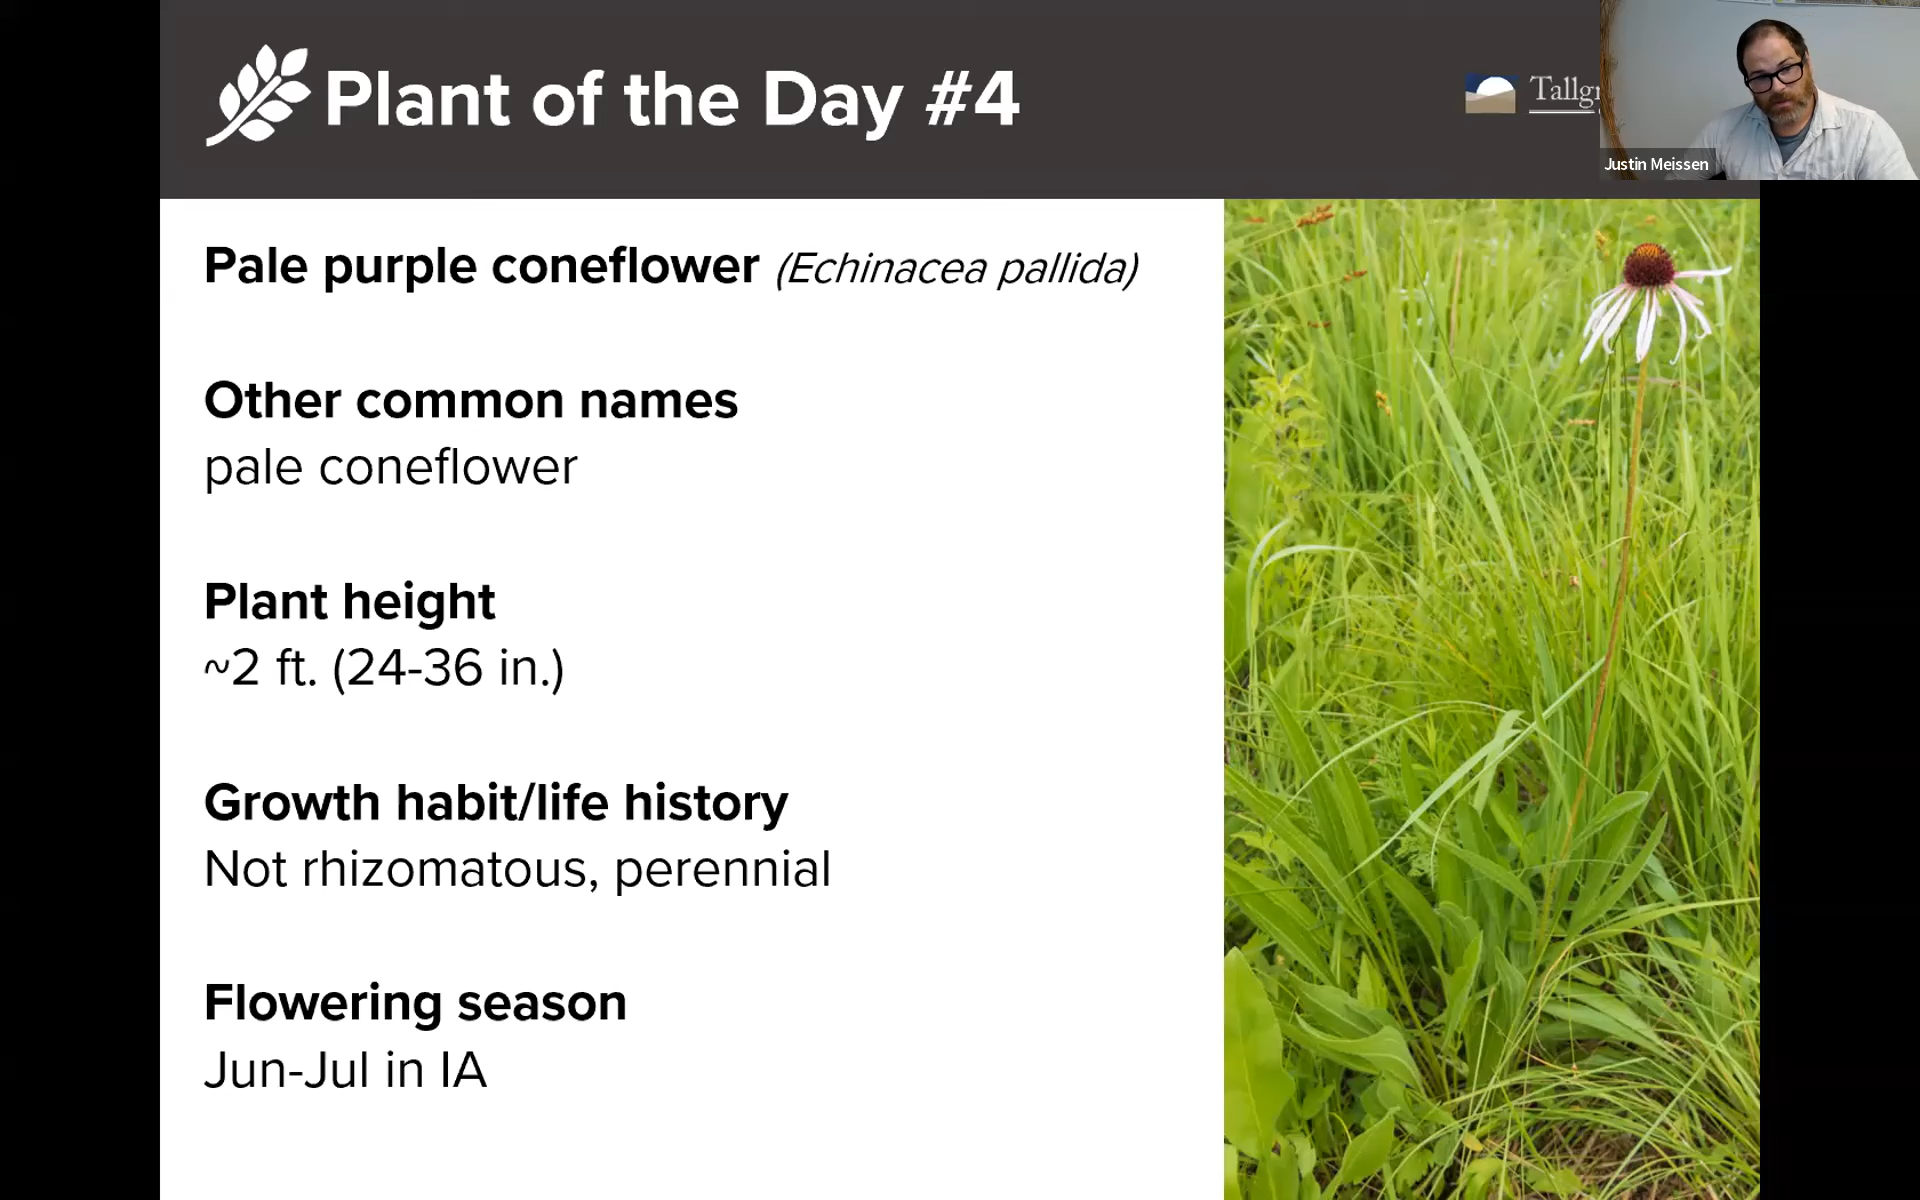 Plant of the Day #4
Justin Meissen
Pale purple coneflower (Echinacea pallida)
Other common names
pale coneflower
Plant height
~2 ft. (24-36 in.)
Growth habit/life history
Not rhizomatous, perennial
Flowering season
Jun-Jul in IA